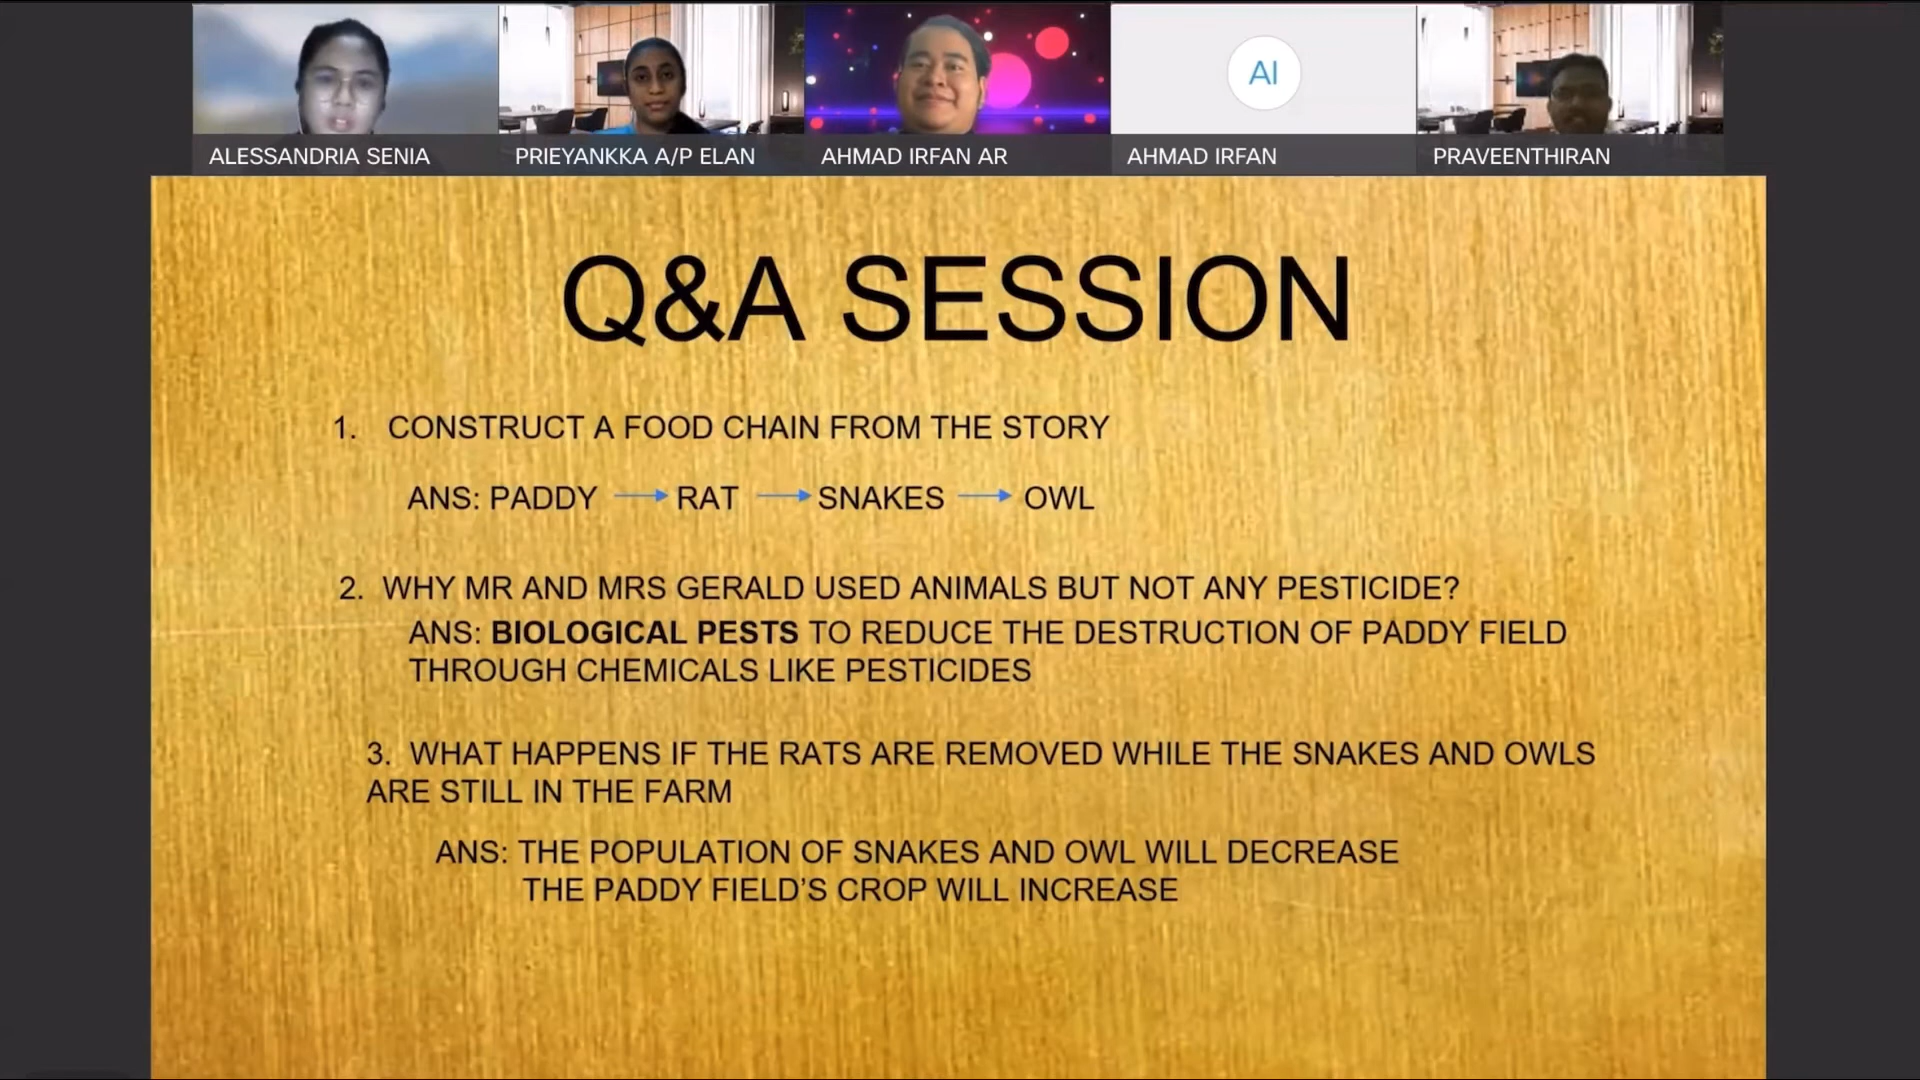 ALESSANDRIA SENIA
PRIEYANKKA A/P ELAN
AHMAD IRFAN AR
AI
AHMAD IRFAN
PRAVEENTHIRAN
Q&A SESSION
1. CONSTRUCT A FOOD CHAIN FROM THE STORY
ANS: PADDY → RAT → SNAKES → OWL
2. WHY MR AND MRS GERALD USED ANIMALS BUT NOT ANY PESTICIDE?
ANS: BIOLOGICAL PESTS TO REDUCE THE DESTRUCTION OF PADDY FIELD
THROUGH CHEMICALS LIKE PESTICIDES
3. WHAT HAPPENS IF THE RATS ARE REMOVED WHILE THE SNAKES AND OWLS
ARE STILL IN THE FARM
ANS: THE POPULATION OF SNAKES AND OWL WILL DECREASE
THE PADDY FIELD'S CROP WILL INCREASE